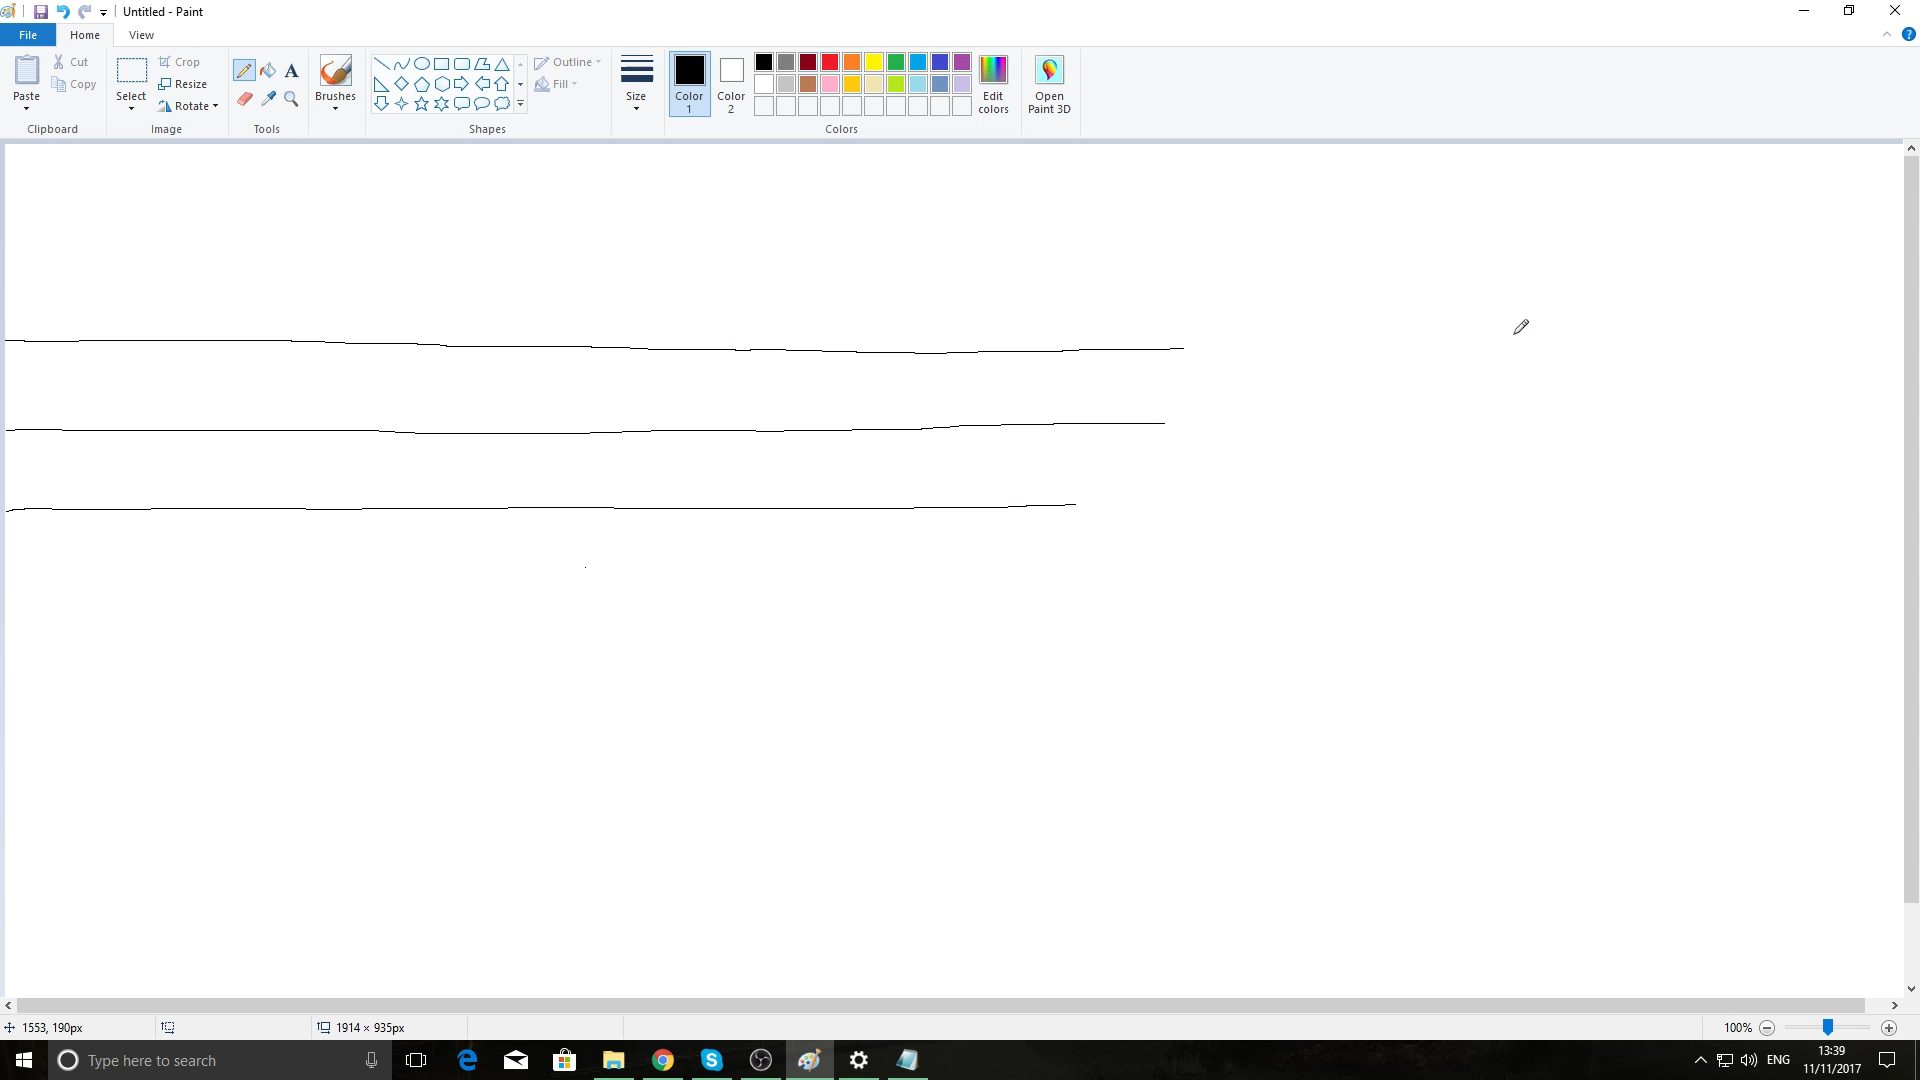 Untitled - Paint
File Home View
Paste
Cut
Copy
Clipboard
Select
Crop
Resize
Rotate
Image
A
Tools
Brushes
Outline
Fill
Shapes
Size
Color 1
Color 2
Edit colors
Colors
Open Paint 3D
1553, 190px
1914 × 935px
100%
Type here to search
ENG
13:39
11/11/2017